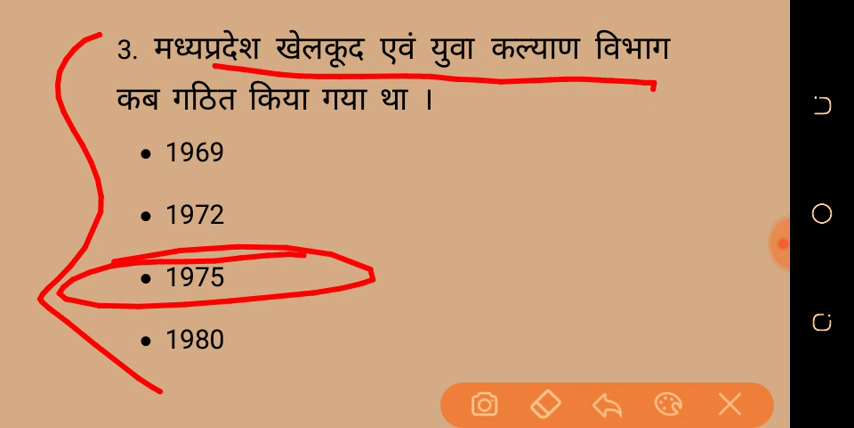 3. मध्यप्रदेश खेलकूद एवं युवा कल्याण विभाग
कब गठित किया गया था ।
• 1969
• 1972
• 1975
• 1980